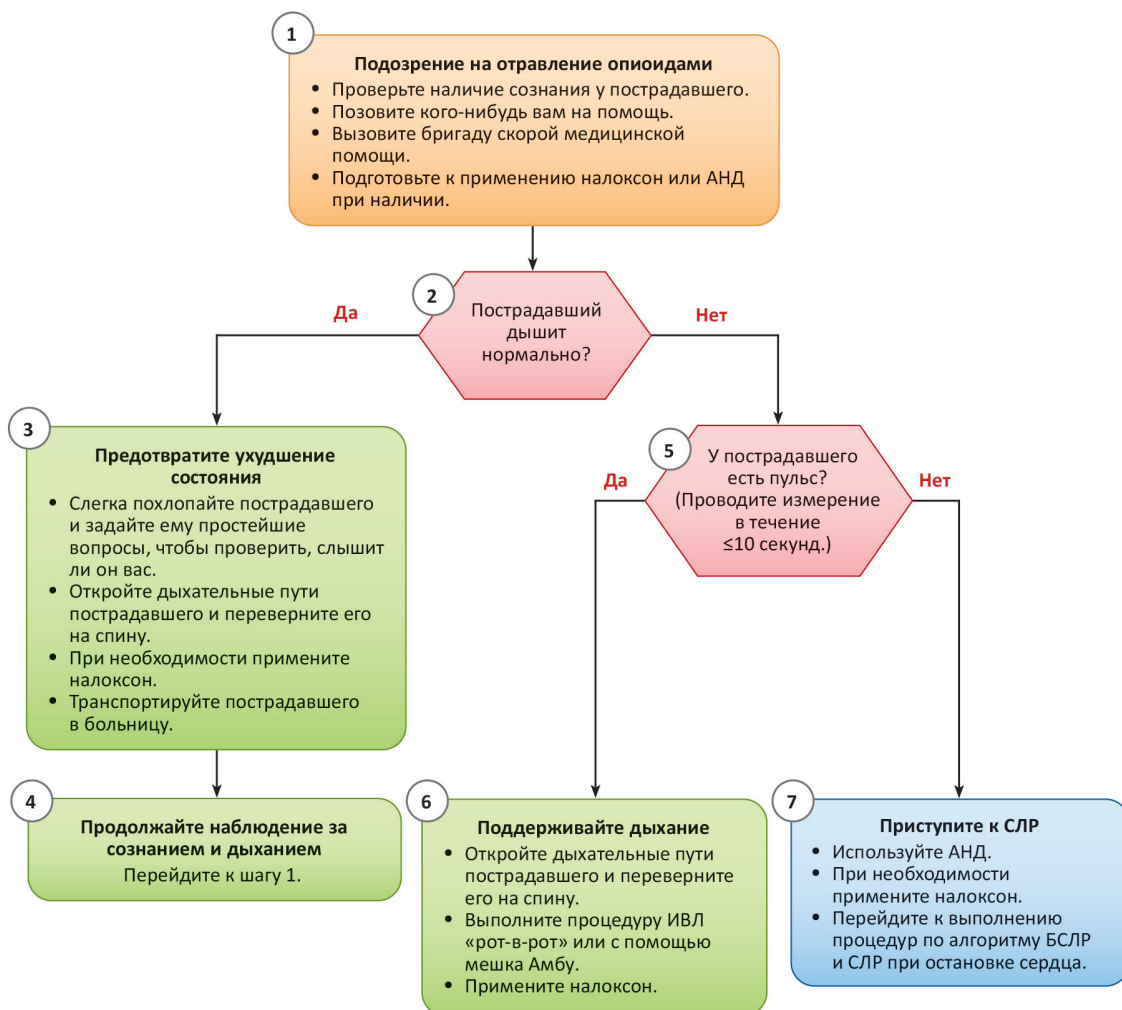 1
Подозрение на отравление опиоидами
• Проверьте наличие сознания у пострадавшего.
• Позовите кого-нибудь вам на помощь.
• Вызовите бригаду скорой медицинской
помощи.
• Подготовьте к применению налоксон или АНД
при наличии.
2
Пострадавший
дышит
нормально?
Да
Нет
3
Предотвратите ухудшение
состояния
• Слегка похлопайте пострадавшего
и задайте ему простейшие
вопросы, чтобы проверить, слышит
ли он вас.
• Откройте дыхательные пути
пострадавшего и переверните его
на спину.
• При необходимости примените
налоксон.
• Транспортируйте пострадавшего
в больницу.
4
Продолжайте наблюдение за
сознанием и дыханием
Перейдите к шагу 1.
5
У пострадавшего
есть пульс?
(Проводите измерение
в течение
≤10 секунд.)
Да
Нет
6
Поддерживайте дыхание
• Откройте дыхательные пути
пострадавшего и переверните
его на спину.
• Выполните процедуру ИВЛ
«рот-в-рот» или с помощью
мешка Амбу.
• Примените налоксон.
7
Приступите к СЛР
• Используйте АНД.
• При необходимости
примените налоксон.
• Перейдите к выполнению
процедур по алгоритму БСЛР
и СЛР при остановке сердца.